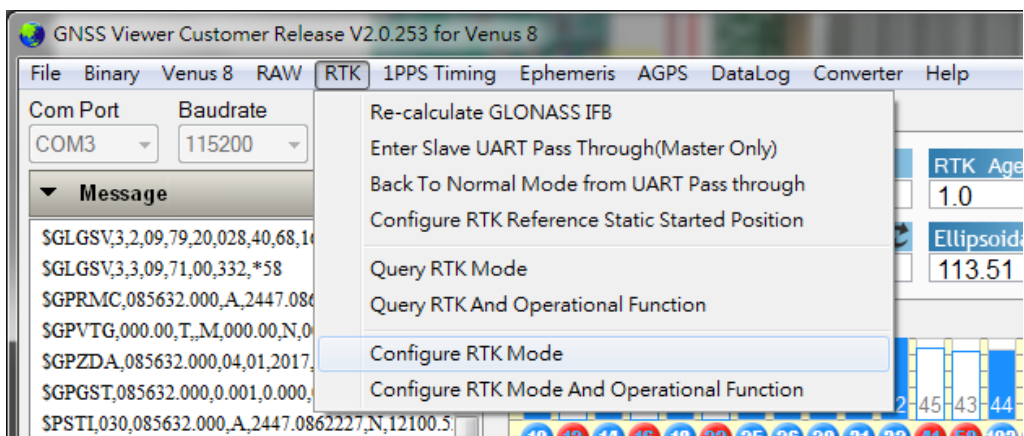 GNSS Viewer Customer Release V2.0.253 for Venus 8
File Binary Venus 8 RAW RTK 1PPS Timing Ephemeris AGPS DataLog Converter Help
Com Port Baudrate
COM3 115200
Message
Re-calculate GLONASS IFB
Enter Slave UART Pass Through(Master Only)
Back To Normal Mode from UART Pass through
Configure RTK Reference Static Started Position
Query RTK Mode
Query RTK And Operational Function
Configure RTK Mode
Configure RTK Mode And Operational Function
RTK Age
1.0
Ellipsoida
113.51
$GLGSV,3,2,09,79,20,028,40,68,1
$GLGSV,3,3,09,71,00,332,*58
$GPRMC,085632.000,A,2447.086
$GPVTG,000.00,T,,M,000.00,N,0
$GPZDA,085632.000,04,01,2017,
$GPGST,085632.000,0.001,0.000,
$PSTI,030,085632.000,A,2447.0862227,N,12100.5
45 43 44